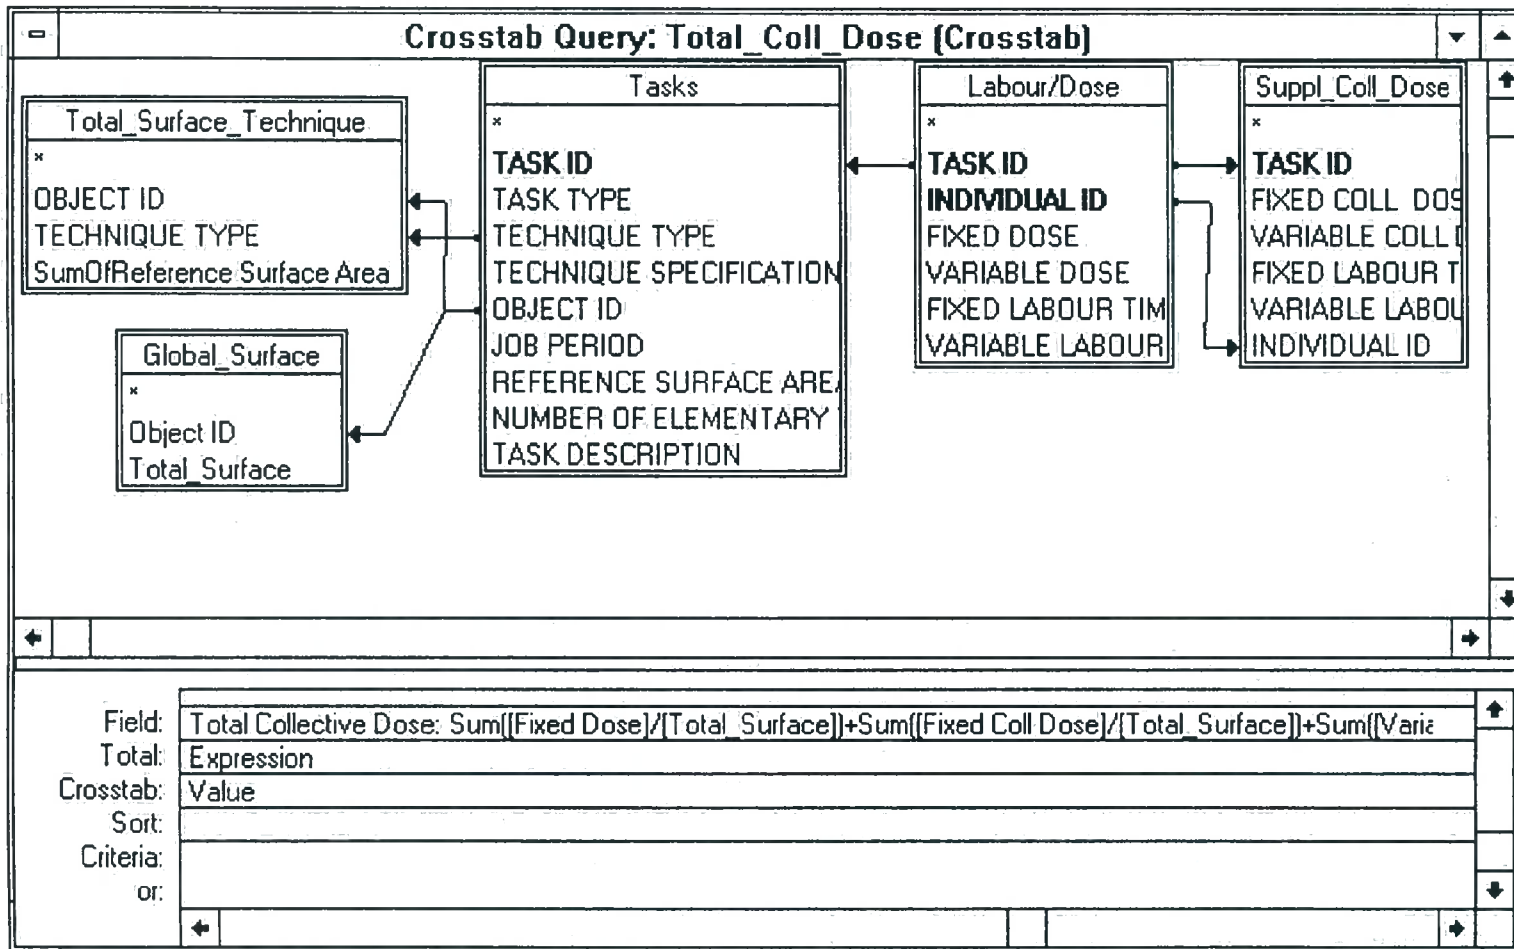 Crosstab Query: Total_Coll_Dose (Crosstab)
Total_Surface_Technique
*
OBJECT ID
TECHNIQUE TYPE
SumOfReference Surface Area
Global_Surface
*
Object ID
Total_Surface
Tasks
*
TASK ID
TASK TYPE
TECHNIQUE TYPE
TECHNIQUE SPECIFICATION
OBJECT ID
JOB PERIOD
REFERENCE SURFACE AREA
NUMBER OF ELEMENTARY
TASK DESCRIPTION
Labour/Dose
*
TASK ID
INDIVIDUAL ID
FIXED DOSE
VARIABLE DOSE
FIXED LABOUR TIM
VARIABLE LABOUR
Suppl_Coll_Dose
*
TASK ID
FIXED COLL DOS
VARIABLE COLL D
FIXED LABOUR T
VARIABLE LABOU
INDIVIDUAL ID
Field: Total Collective Dose: Sum([Fixed Dose]/[Total_Surface])+Sum([Fixed Coll Dose]/[Total_Surface])+Sum([Varia
Total: Expression
Crosstab: Value
Sort:
Criteria:
or: